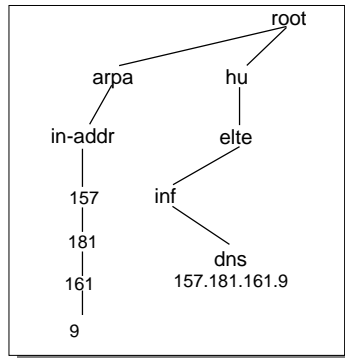 root
arpa hu
in-addr elte
157 inf
181
dns
161 157.181.161.9
9